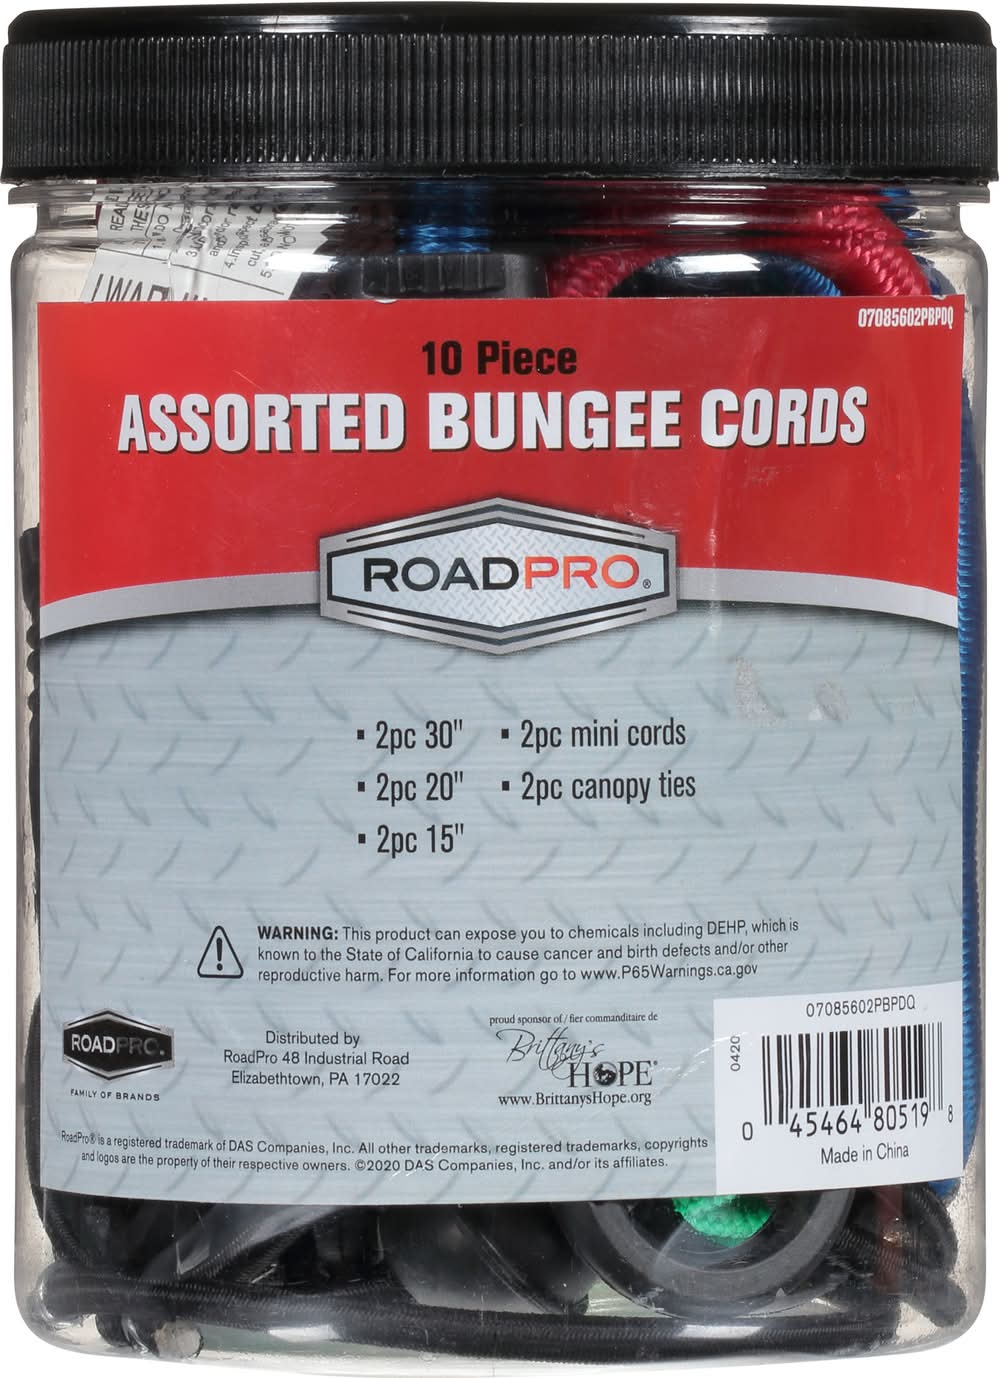 07085602PBPDQ
10 Piece
ASSORTED BUNGEE CORDS
ROADPRO®
▪ 2pc 30" ▪ 2pc mini cords
▪ 2pc 20" ▪ 2pc canopy ties
▪ 2pc 15"
WARNING: This product can expose you to chemicals including DEHP, which is
known to the State of California to cause cancer and birth defects and/or other
reproductive harm. For more information go to www.P65Warnings.ca.gov
ROADPRO®
FAMILY OF BRANDS
Distributed by
RoadPro 48 Industrial Road
Elizabethtown, PA 17022
proud sponsor of / fier commanditaire de
Brittany's
HOPE®
www.BrittanysHope.org
07085602PBPDQ
0420
0 45464 80519 8
Made in China
RoadPro® is a registered trademark of DAS Companies, Inc. All other trademarks, registered trademarks, copyrights
and logos are the property of their respective owners. ©2020 DAS Companies, Inc. and/or its affiliates.